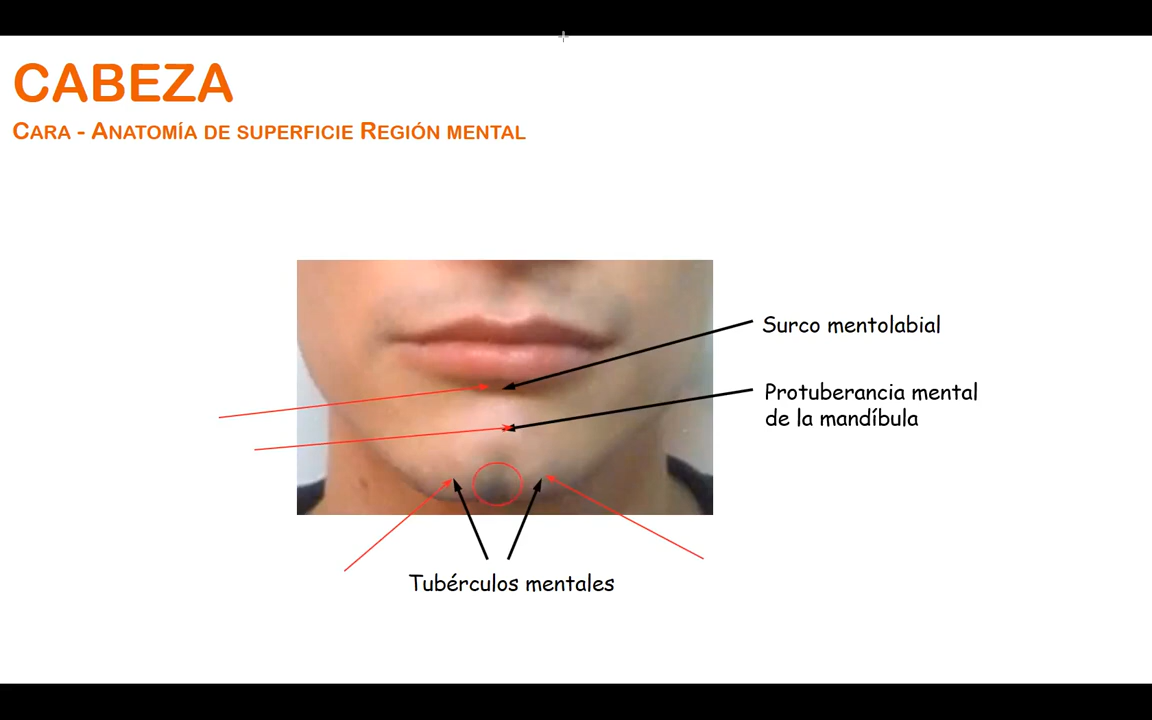 CABEZA
CARA - ANATOMÍA DE SUPERFICIE REGIÓN MENTAL
Surco mentolabial
Protuberancia mental
de la mandíbula
Tubérculos mentales